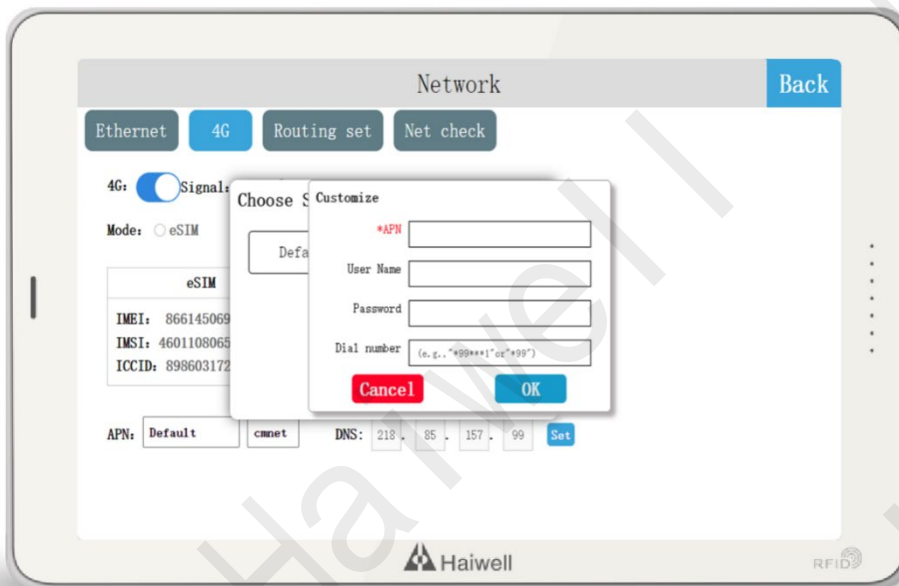 Network
Back
Ethernet
4G
Routing set
Net check
4G:
Signal:
Mode:
eSIM
Choose S
Defa
Customize
*APN
User Name
Password
Dial number
(e.g.,"*99***1"or"*99")
Cancel
OK
eSIM
IMEI: 866145069
IMSI: 4601108065
ICCID: 898603172
APN:
Default
cmnet
DNS: 218 . 85 . 157 . 99
Set
Haiwell
RFID
Haiwell